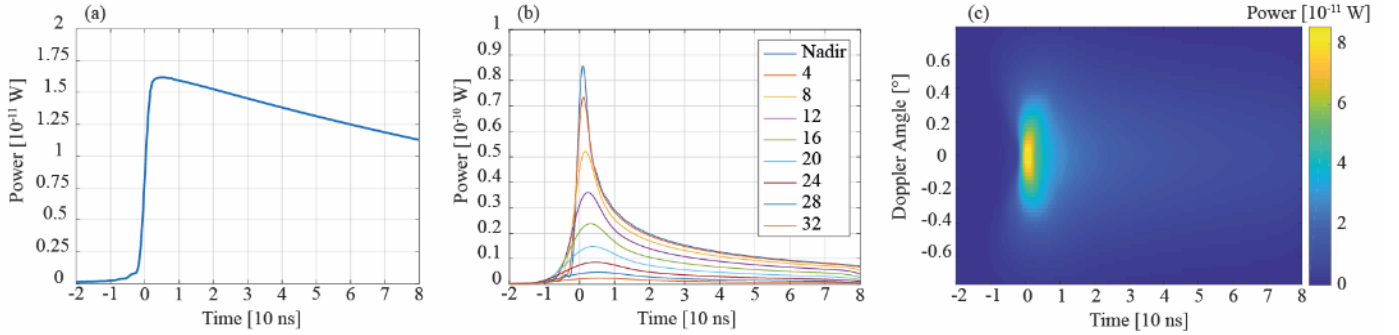 (a)
2
1.75
1.5
1.25
1
0.75
0.5
0.25
0
-2 -1 0 1 2 3 4 5 6 7 8
Power [10⁻¹¹ W]
Time [10 ns]
(b)
1
0.9
0.8
0.7
0.6
0.5
0.4
0.3
0.2
0.1
0
-2 -1 0 1 2 3 4 5 6 7 8
Power [10⁻¹⁰ W]
Time [10 ns]
Nadir
4
8
12
16
20
24
28
32
(c)
Power [10⁻¹¹ W]
0.6
0.4
0.2
0
-0.2
-0.4
-0.6
-2 -1 0 1 2 3 4 5 6 7 8
Doppler Amgle [°]
Time [10 ns]
8
6
4
2
0